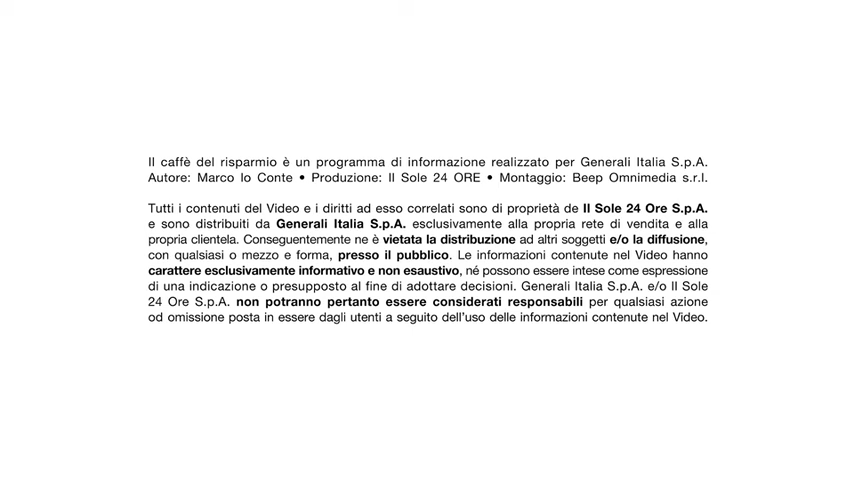 Il caffè del risparmio è un programma di informazione realizzato per Generali Italia S.p.A.
Autore: Marco lo Conte • Produzione: Il Sole 24 ORE • Montaggio: Beep Omnimedia s.r.l.
Tutti i contenuti del Video e i diritti ad esso correlati sono di proprietà de Il Sole 24 Ore S.p.A.
e sono distribuiti da Generali Italia S.p.A. esclusivamente alla propria rete di vendita e alla
propria clientela. Conseguentemente ne è vietata la distribuzione ad altri soggetti e/o la diffusione,
con qualsiasi o mezzo e forma, presso il pubblico. Le informazioni contenute nel Video hanno
carattere esclusivamente informativo e non esaustivo, né possono essere intese come espressione
di una indicazione o presupposto al fine di adottare decisioni. Generali Italia S.p.A. e/o Il Sole
24 Ore S.p.A. non potranno pertanto essere considerati responsabili per qualsiasi azione
od omissione posta in essere dagli utenti a seguito dell'uso delle informazioni contenute nel Video.